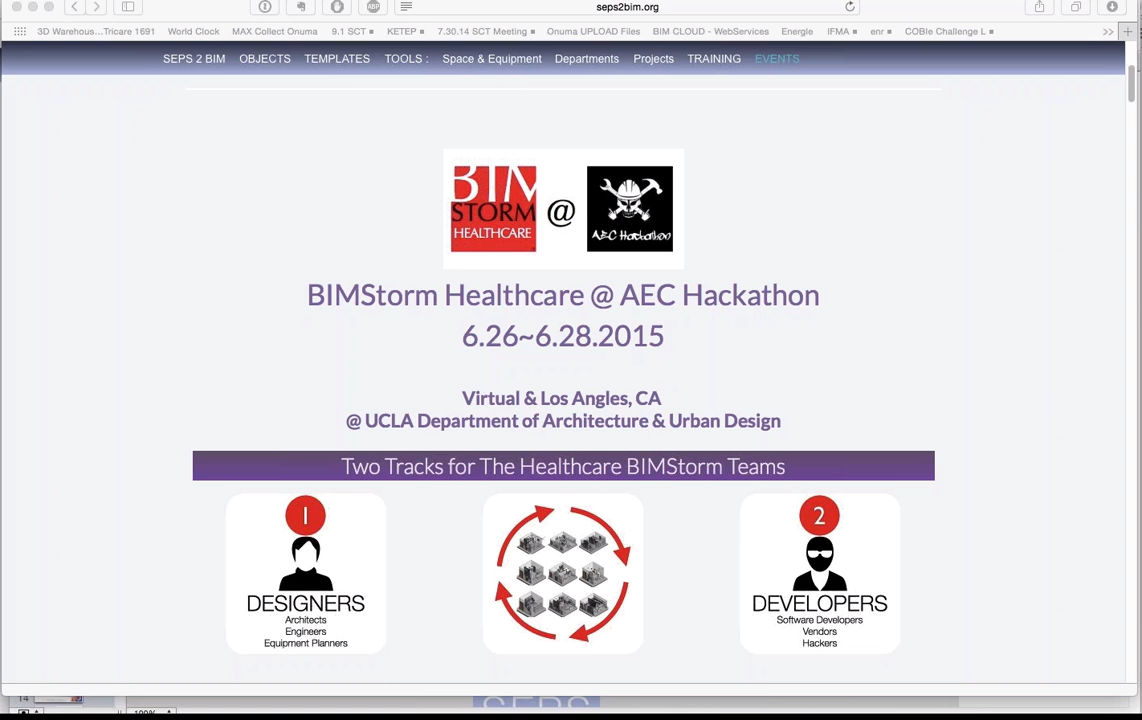 seps2bim.org
3D Warehous...Tricare 1691 World Clock MAX Collect Onuma 9.1 SCT KETEP 7.30.14 SCT Meeting Onuma UPLOAD Files BIM CLOUD - WebServices Energie IFMA enr COBIe Challenge L
SEPS 2 BIM OBJECTS TEMPLATES TOOLS : Space & Equipment Departments Projects TRAINING EVENTS
BIM
STORM
HEALTHCARE
@
AEC Hackathon
BIMStorm Healthcare @ AEC Hackathon
6.26~6.28.2015
Virtual & Los Angles, CA
@ UCLA Department of Architecture & Urban Design
Two Tracks for The Healthcare BIMStorm Teams
1
DESIGNERS
Architects
Engineers
Equipment Planners
2
DEVELOPERS
Software Developers
Vendors
Hackers
14
SEPS
100%